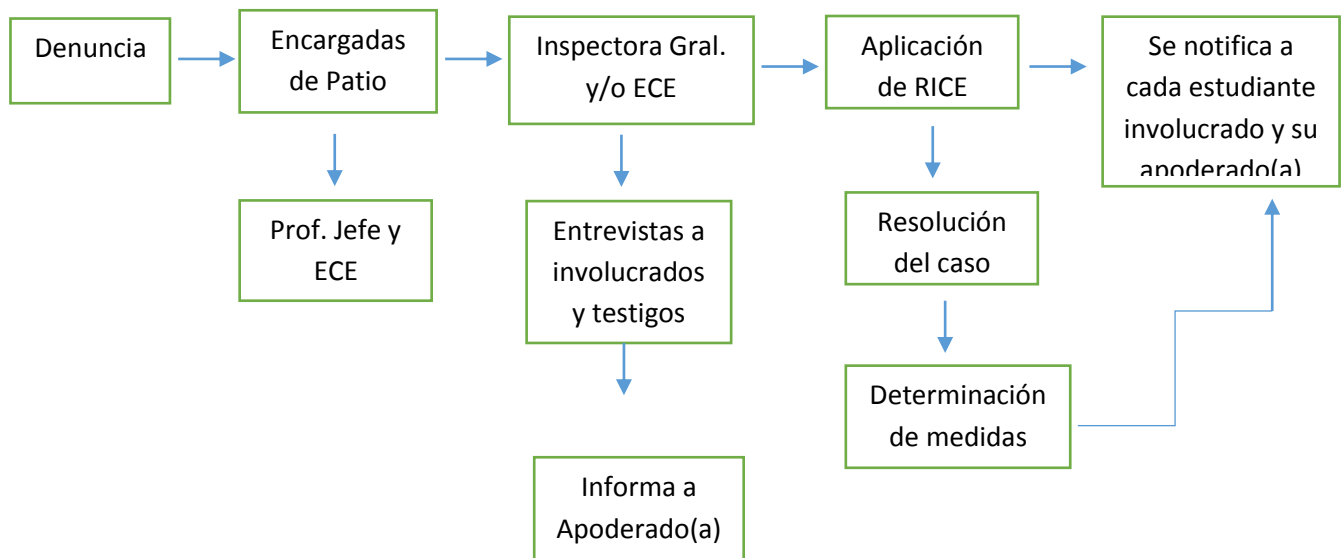 Denuncia
Encargadas
de Patio
Inspectora Gral.
y/o ECE
Aplicación
de RICE
Se notifica a
cada estudiante
involucrado y su
apoderado(a)
Prof. Jefe y
ECE
Entrevistas a
involucrados
y testigos
Resolución
del caso
Determinación
de medidas
Informa a
Apoderado(a)